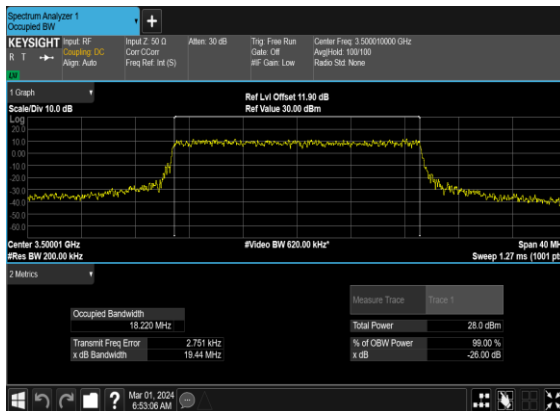 Spectrum Analyzer 1
Occupied BW
KEYSIGHT
R T
Input: RF
Coupling: DC
Align: Auto
Input Z: 50 Ω
Corr CCorr
Freq Ref: Int (S)
Atten: 30 dB
Trig: Free Run
Gate: Off
#IF Gain: Low
Center Freq: 3.500010000 GHz
Avg|Hold: 100/100
Radio Std: None
1 Graph
Scale/Div 10.0 dB
Ref Lvl Offset 11.90 dB
Ref Value 30.00 dBm
Log
20.0
10.0
0.00
-10.0
-20.0
-30.0
-40.0
-50.0
-60.0
Center 3.50001 GHz
#Res BW 200.00 kHz
#Video BW 620.00 kHz*
Span 40 MH
Sweep 1.27 ms (1001 pts
2 Metrics
Measure Trace
Trace 1
Occupied Bandwidth
18.220 MHz
Total Power
28.0 dBm
Transmit Freq Error
2.751 kHz
% of OBW Power
99.00 %
x dB Bandwidth
19.44 MHz
x dB
-26.00 dB
Mar 01, 2024
6:53:06 AM